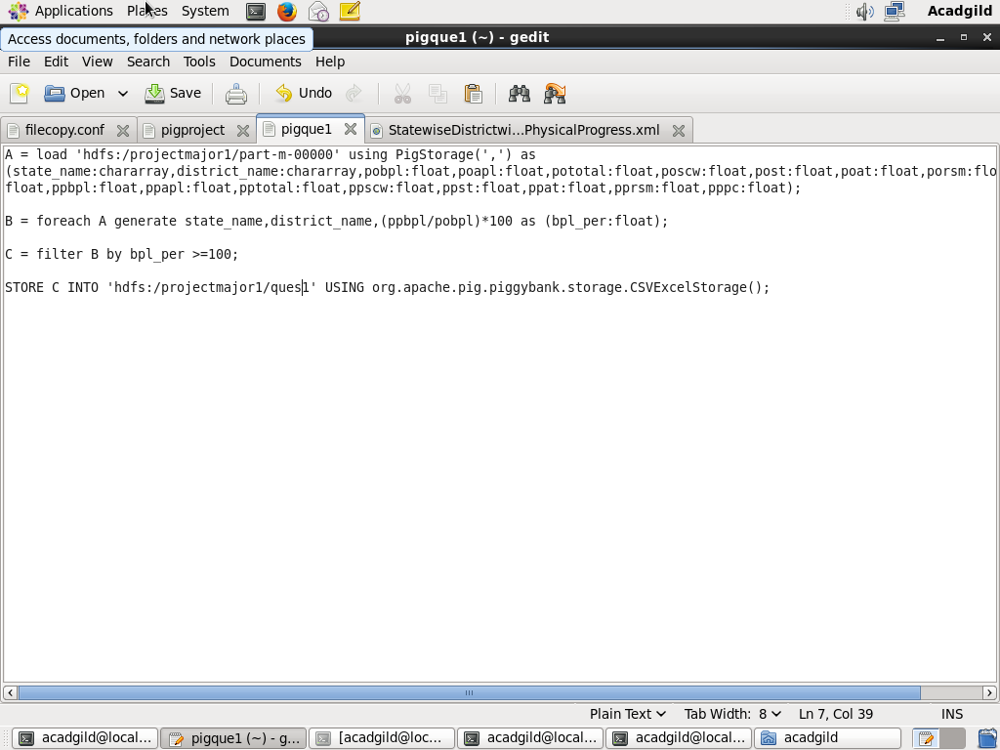 Applications Places System Acadgild
Access documents, folders and network places
pigque1 (~) - gedit
File Edit View Search Tools Documents Help
Open Save Undo
filecopy.conf pigproject pigque1 StatewiseDistrictwi...PhysicalProgress.xml
A = load 'hdfs:/projectmajor1/part-m-00000' using PigStorage(',') as
(state_name:chararray,district_name:chararray,pobpl:float,poapl:float,pototal:float,poscw:float,post:float,poat:float,porsm:flo
float,ppbpl:float,ppapl:float,pptotal:float,ppscw:float,ppst:float,ppat:float,pprsm:float,pppc:float);
B = foreach A generate state_name,district_name,(ppbpl/pobpl)*100 as (bpl_per:float);
C = filter B by bpl_per >=100;
STORE C INTO 'hdfs:/projectmajor1/ques1' USING org.apache.pig.piggybank.storage.CSVExcelStorage();
Plain Text Tab Width: 8 Ln 7, Col 39 INS
acadgild@local... pigque1 (~) - g... [acadgild@loc... acadgild@local... acadgild@local... acadgild